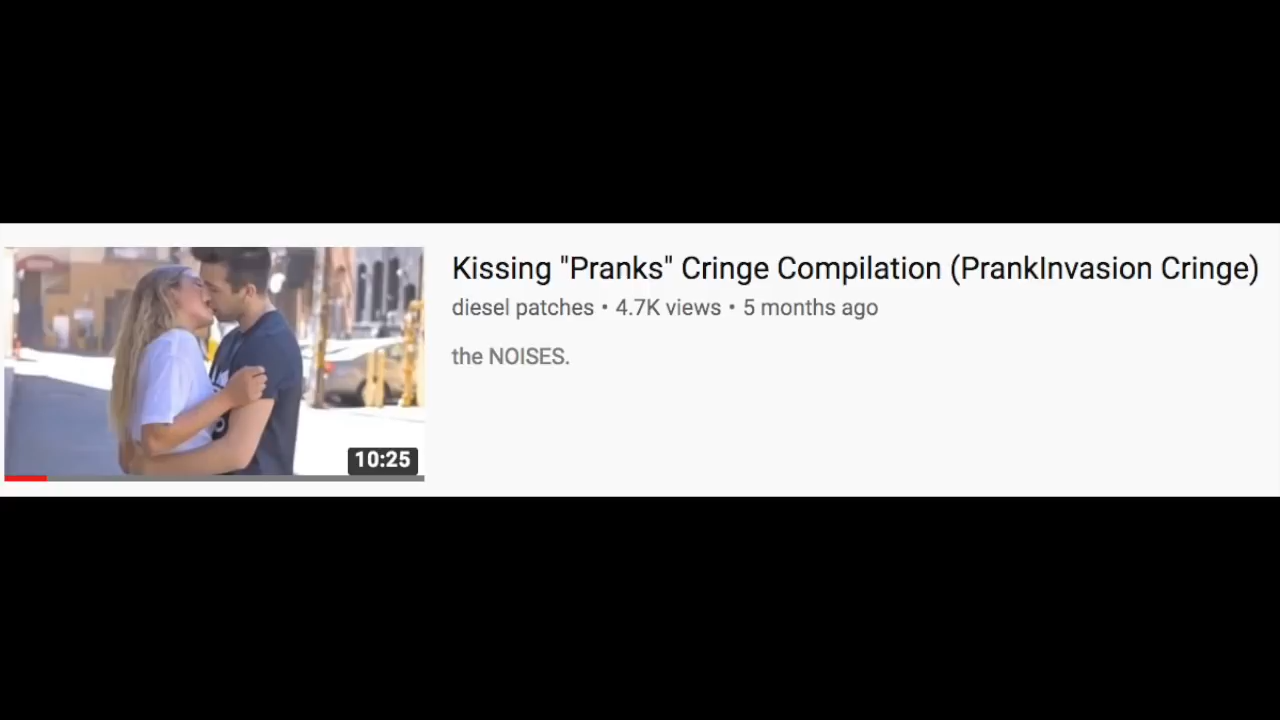 Kissing "Pranks" Cringe Compilation (PrankInvasion Cringe)
diesel patches • 4.7K views • 5 months ago
the NOISES.
10:25